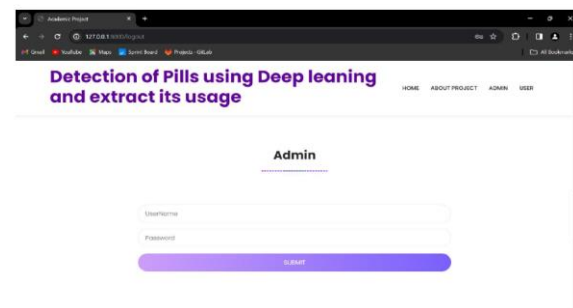 Academic Project
127.0.0.1:8000/logout
Gmail YouTube Maps Sprint Board Projects · GitLab All Bookmarks
Detection of Pills using Deep leaning
and extract its usage
HOME ABOUT PROJECT ADMIN USER
Admin
UserName
Password
SUBMIT